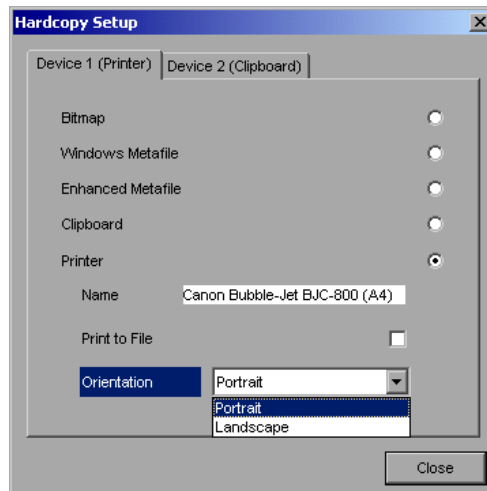 Hardcopy Setup
Device 1 (Printer) Device 2 (Clipboard)
Bitmap
Windows Metafile
Enhanced Metafile
Clipboard
Printer
Name Canon Bubble-Jet BJC-800 (A4)
Print to File
Orientation Portrait
Portrait
Landscape
Close